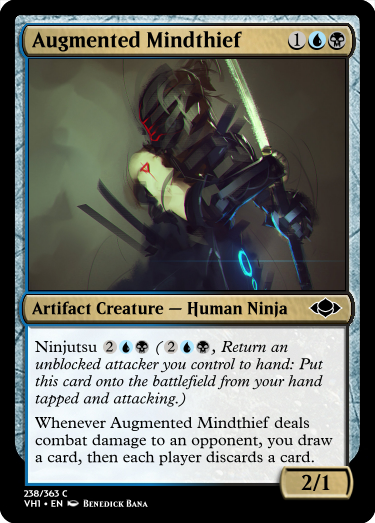 Augmented Mindthief 1
Artifact Creature — Human Ninja
Ninjutsu 2 ( 2 , Return an
unblocked attacker you control to hand: Put
this card onto the battlefield from your hand
tapped and attacking.)
Whenever Augmented Mindthief deals
combat damage to an opponent, you draw
a card, then each player discards a card.
2/1
238/363 C
VH1 • EN Benedick Bana